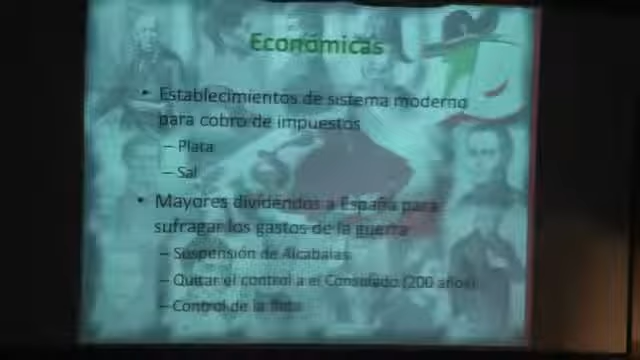 Económicas
• Establecimientos de sistema moderno
para cobro de impuestos
– Plata
– Sal
• Mayores dividendos a España para
sufragar los gastos de la guerra
– Suspensión de Alcabalas
– Quitar el control a el Consulado (200 años)
– Control de la flota